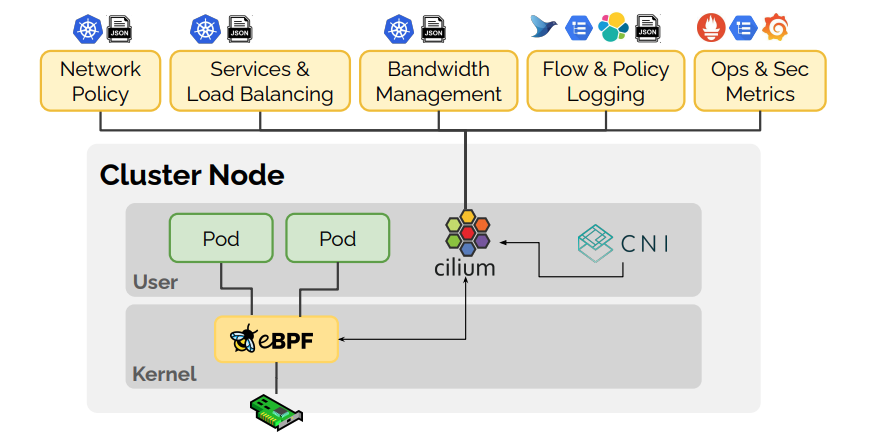 JSON
JSON
JSON
JSON
Network
Policy
Services &
Load Balancing
Bandwidth
Management
Flow & Policy
Logging
Ops & Sec
Metrics
Cluster Node
Pod
Pod
cilium
CNI
User
eBPF
Kernel